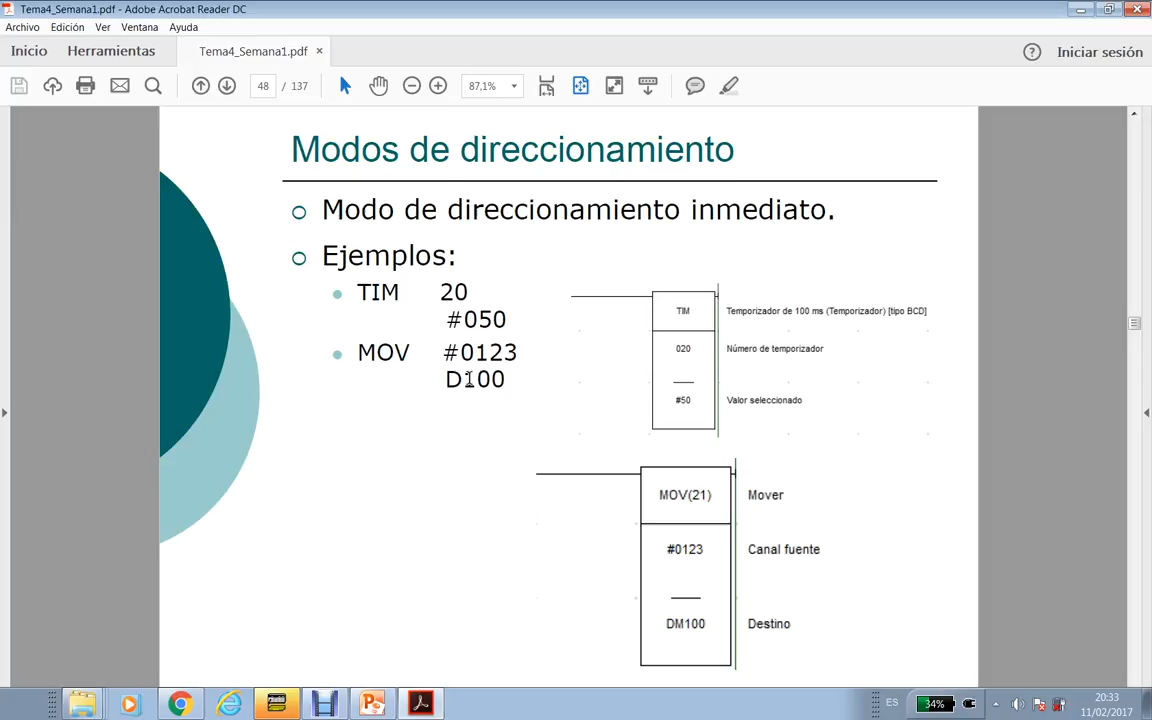 Tema4_Semana1.pdf - Adobe Acrobat Reader DC
Archivo Edición Ver Ventana Ayuda
Inicio Herramientas Tema4_Semana1.pdf × ? Iniciar sesión
48 / 137 87,1%
Modos de direccionamiento
Modo de direccionamiento inmediato.
Ejemplos:
TIM 20
#050
MOV #0123
D100
TIM Temporizador de 100 ms (Temporizador) [tipo BCD]
020 Número de temporizador
#50 Valor seleccionado
MOV(21) Mover
#0123 Canal fuente
DM100 Destino
ES 34% 20:33
11/02/2017